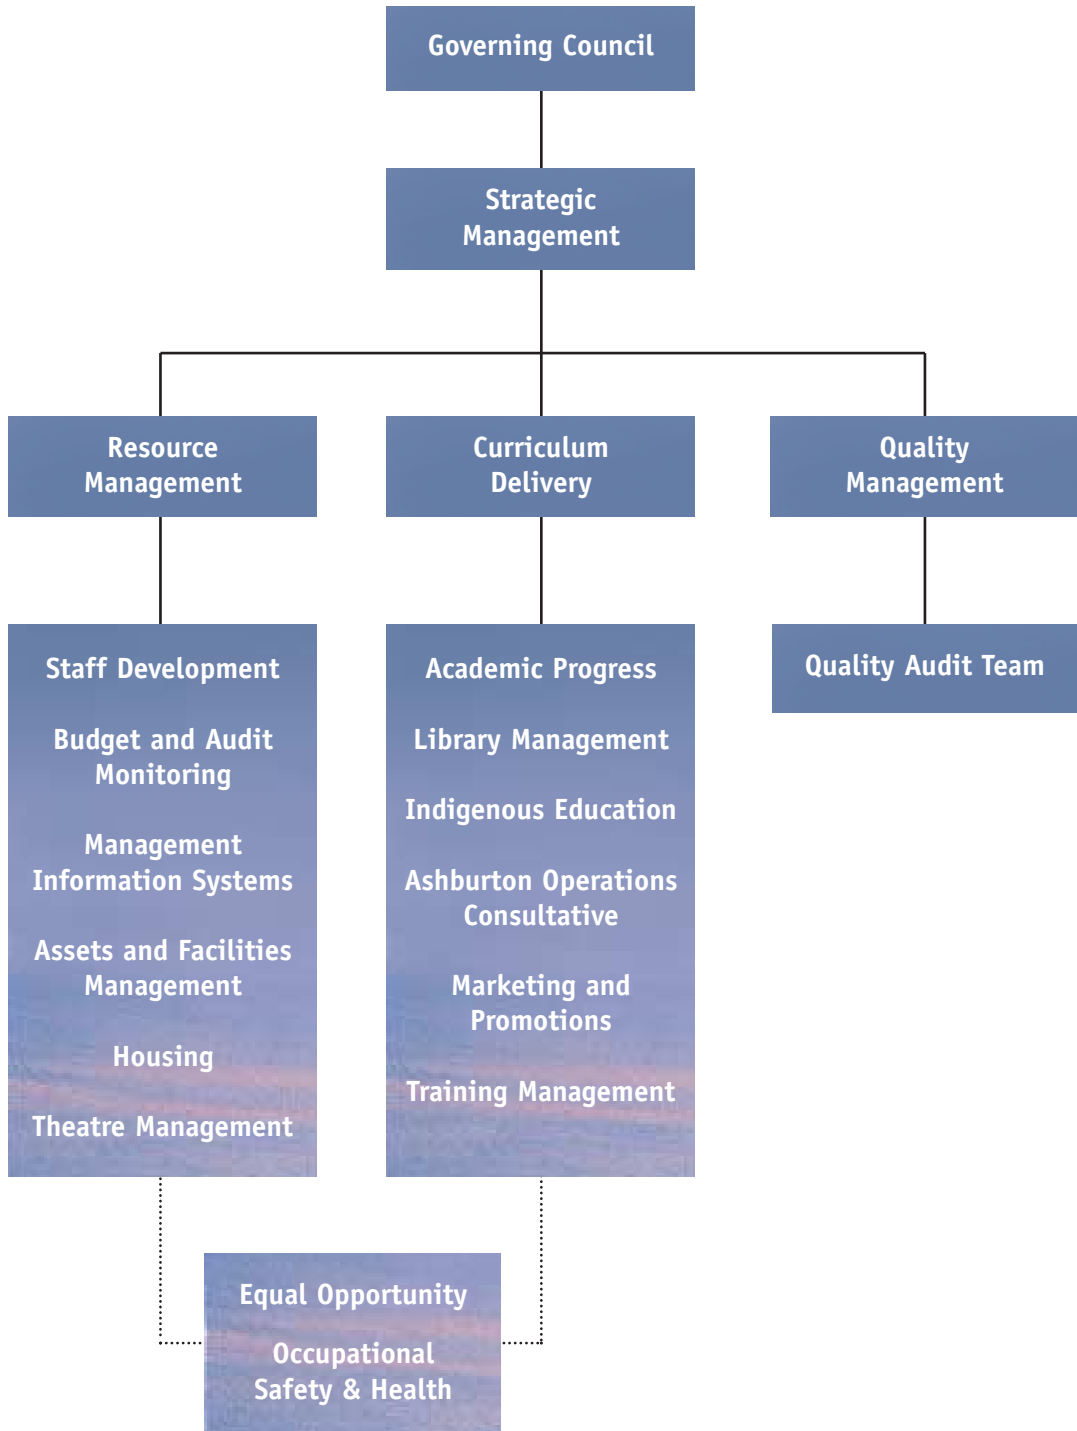 Governing Council
Strategic
Management
Resource
Management
Curriculum
Delivery
Quality
Management
Staff Development
Budget and Audit
Monitoring
Management
Information Systems
Assets and Facilities
Management
Housing
Theatre Management
Academic Progress
Library Management
Indigenous Education
Ashburton Operations
Consultative
Marketing and
Promotions
Training Management
Quality Audit Team
Equal Opportunity
Occupational
Safety & Health